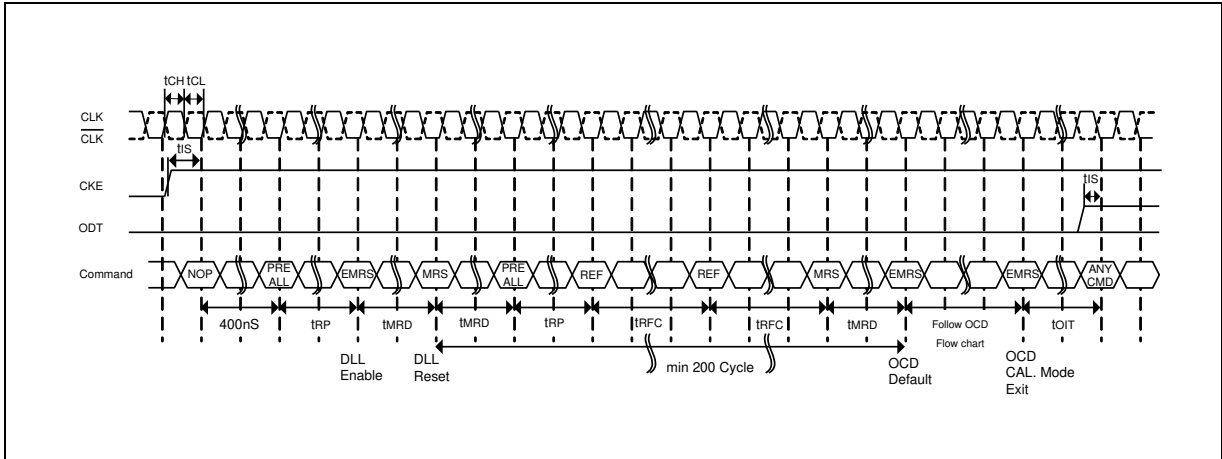 tCH tCL
CLK
CLK
tIS
CKE
tIS
ODT
Command
NOP
PRE
ALL
EMRS
MRS
PRE
ALL
REF
REF
MRS
EMRS
EMRS
ANY
CMD
400nS
tRP
tMRD
tMRD
tRP
tRFC
tRFC
tMRD
Follow OCD
Flow chart
tOIT
DLL
Enable
DLL
Reset
min 200 Cycle
OCD
Default
OCD
CAL. Mode
Exit